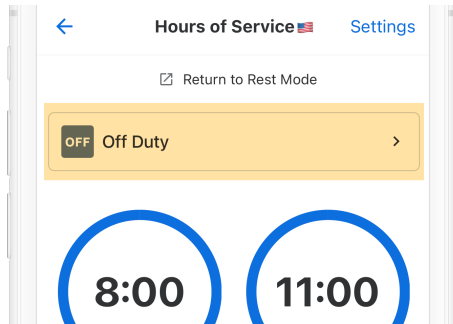 Hours of Service🇺🇸 Settings
Return to Rest Mode
OFF Off Duty
8:00 11:00